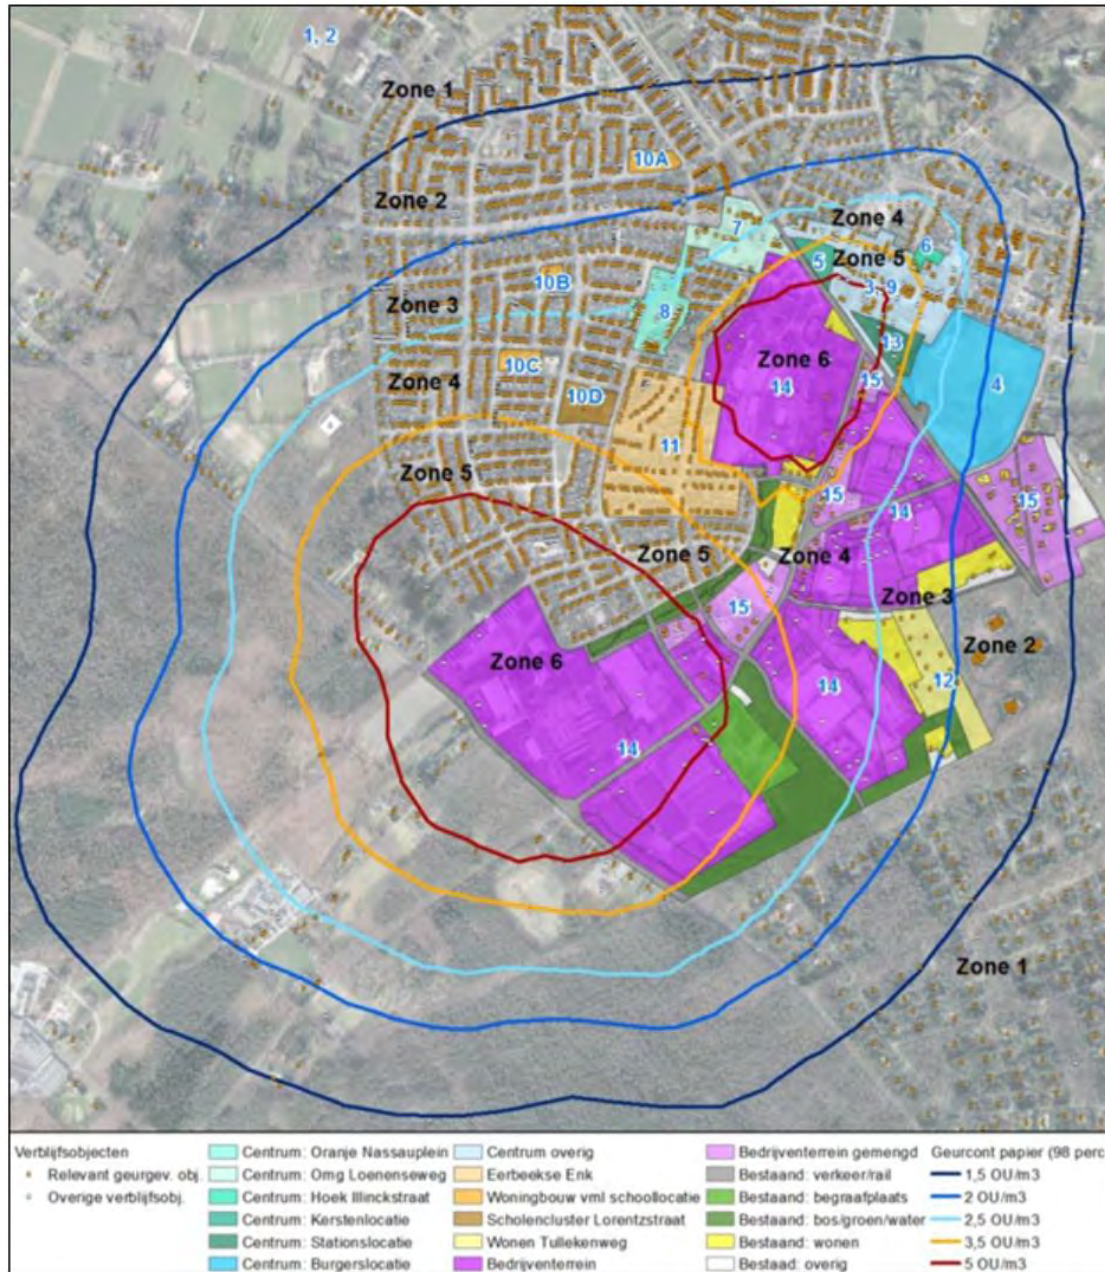 1, 2
Zone 1
10A
Zone 2
Zone 4
7
6
5
Zone 5
10B
3, 9
Zone 3
8
13
Zone 6
10C
14
15
4
Zone 4
10D
11
Zone 5
15
15
14
Zone 5
Zone 4
Zone 3
15
Zone 2
Zone 6
12
14
14
Zone 1
Verblijfsobjecten
Relevant geurgev. obj.
Overige verblijfsobj.
Centrum: Oranje Nassauplein
Centrum: Omg Loenenseweg
Centrum: Hoek Illinckstraat
Centrum: Kerstenlocatie
Centrum: Stationslocatie
Centrum: Burgerslocatie
Centrum overig
Eerbeekse Enk
Woningbouw vml schoollocatie
Scholencluster Lorentzstraat
Wonen Tullekenweg
Bedrijventerrein
Bedrijventerrein gemengd
Bestaand: verkeer/rail
Bestaand: begraafplaats
Bestaand: bos/groen/water
Bestaand: wonen
Bestaad: overig
Geurcont papier (98 perc
1,5 OU/m3
2 OU/m3
2,5 OU/m3
3,5 OU/m3
5 OU/m3